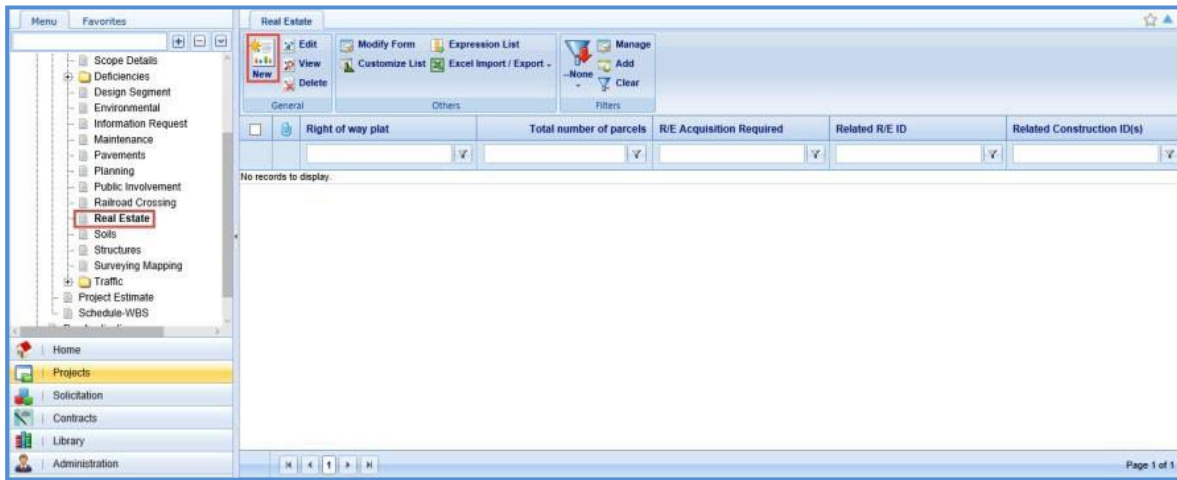 Menu Favorites
Scope Details
Deficiencies
Design Segment
Environmental
Information Request
Maintenance
Pavements
Planning
Public Involvement
Railroad Crossing
Real Estate
Soils
Structures
Surveying Mapping
Traffic
Project Estimate
Schedule-WBS
Home
Projects
Solicitation
Contracts
Library
Administration
Real Estate
New
Edit
View
Delete
General
Modify Form Expression List
Customize List Excel Import / Export
Others
--None
Manage
Add
Clear
Filters
Right of way plat Total number of parcels R/E Acquisition Required Related R/E ID Related Construction ID(s)
No records to display.
1
Page 1 of 1